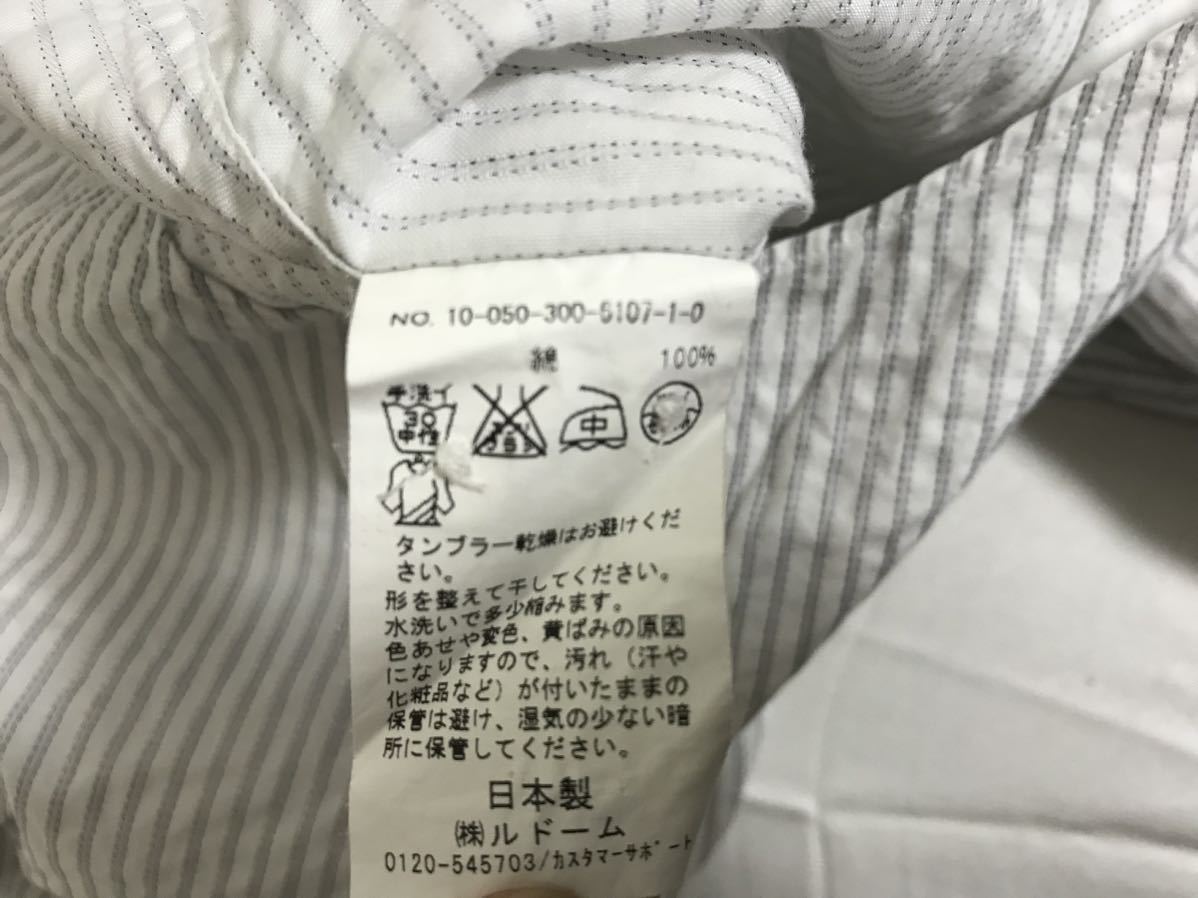 NO. 10-050-300-6107-1-0
綿 100%
手洗イ
30
中性
中
タンブラー乾燥はお避けくだ
さい。
形を整えて干してください。
水洗いで多少縮みます。
色あせや変色、黄ばみの原因
になりますので、汚れ（汗や
化粧品など）が付いたままの
保管は避け、湿気の少ない暗
所に保管してください。
日本製
㈱ルドーム
0120-545703/カスタマーサポート